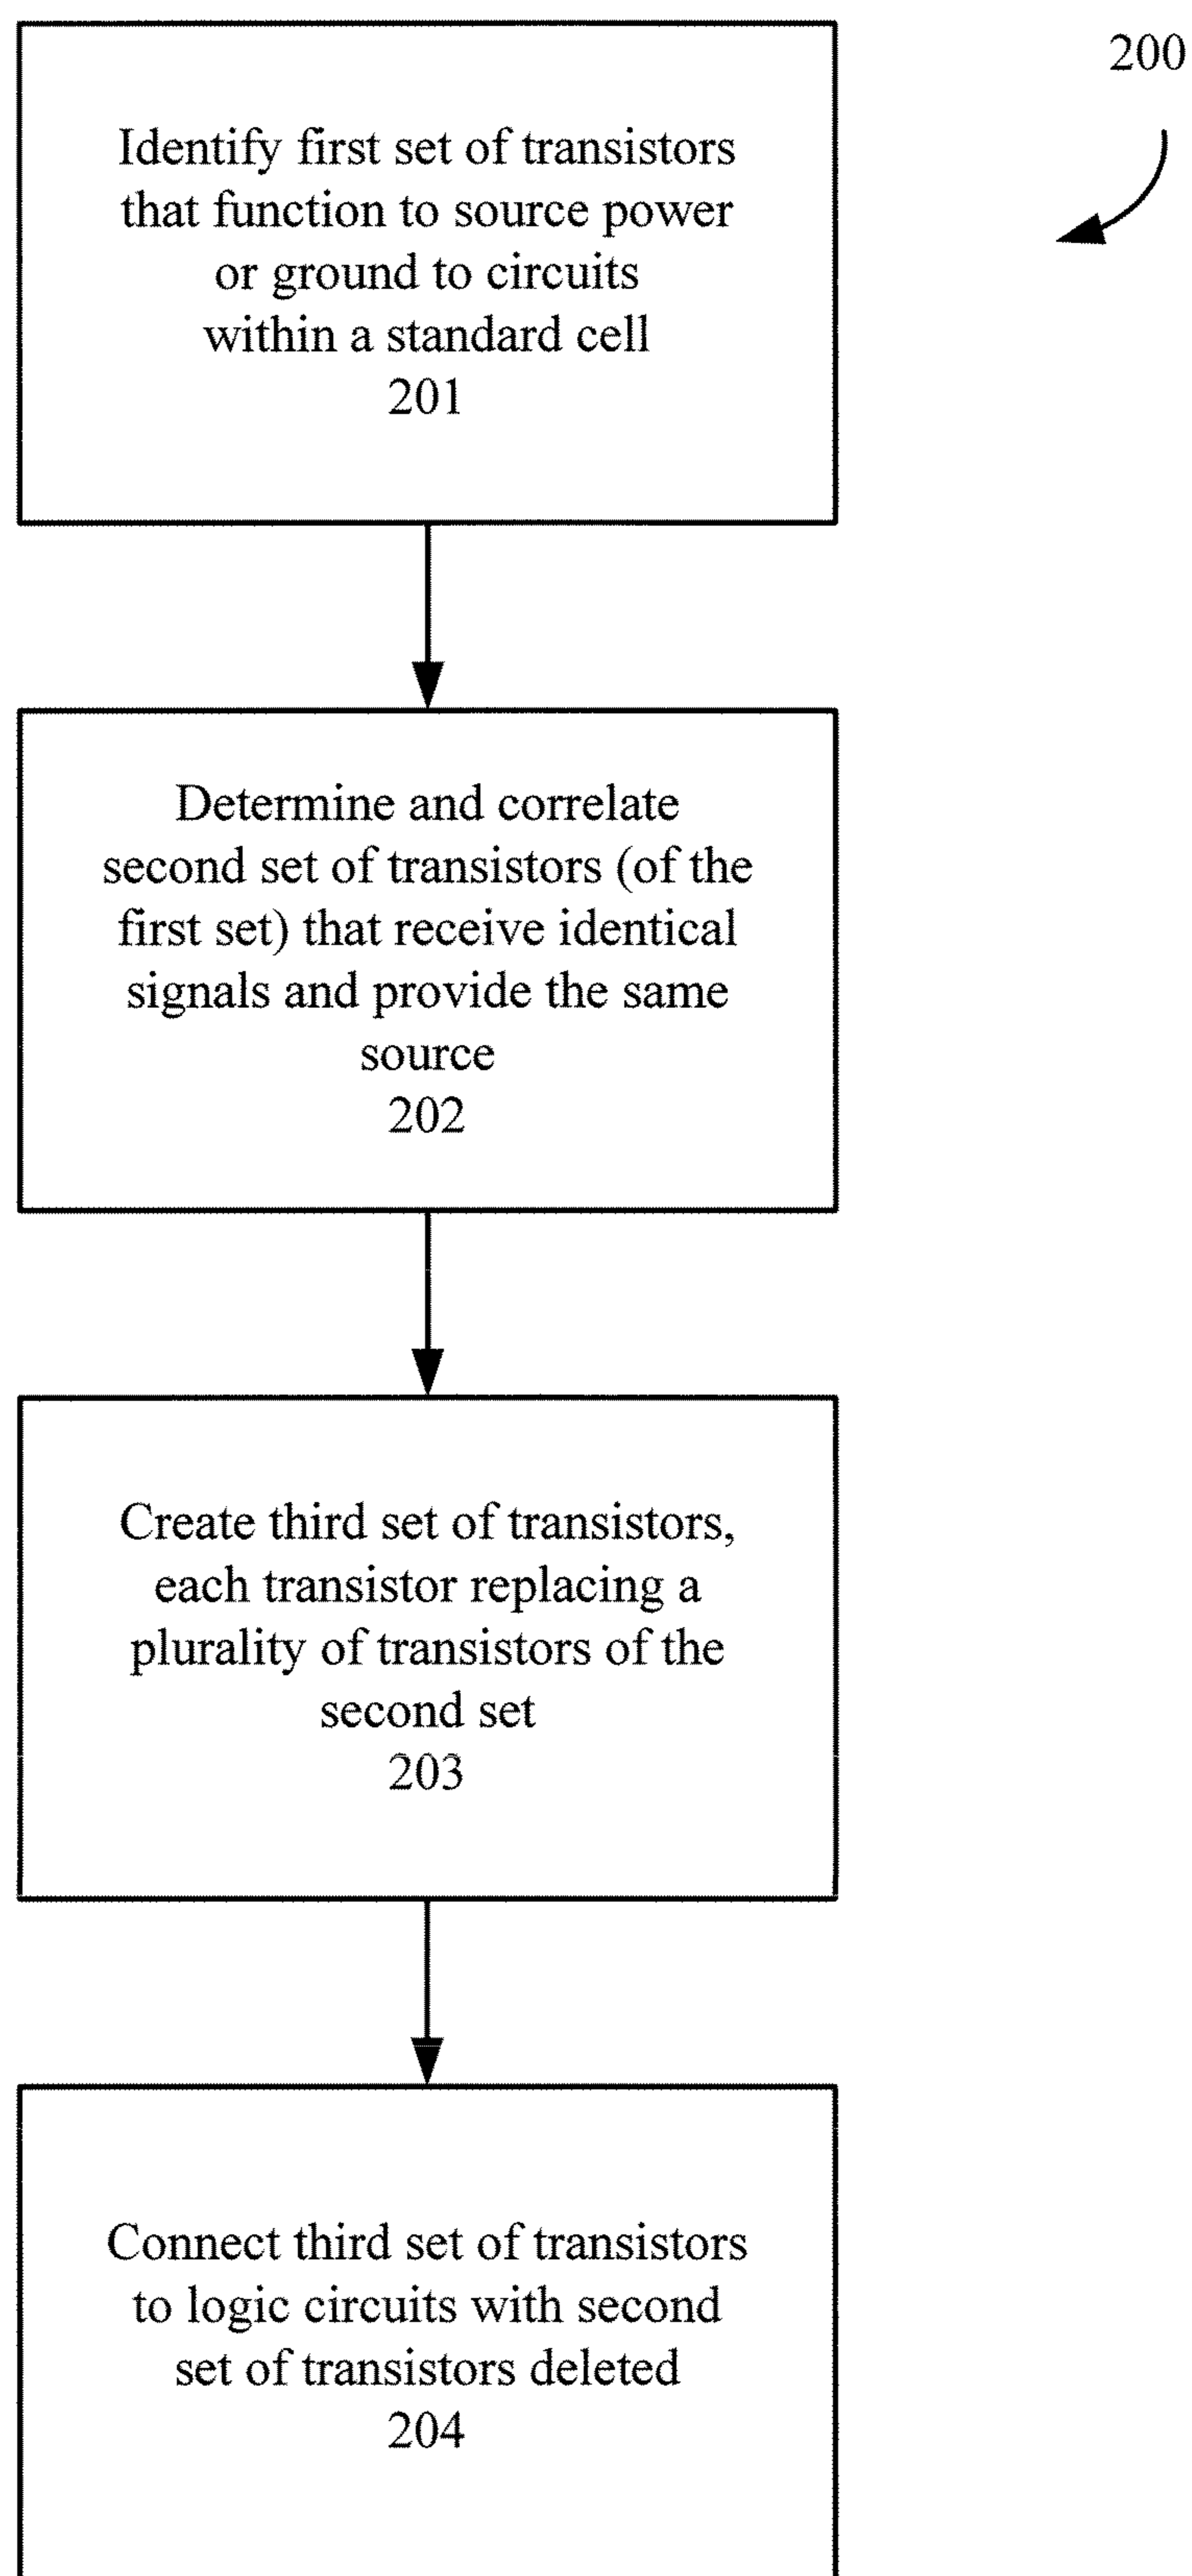 200
Identify first set of transistors
that function to source power
or ground to circuits
within a standard cell
201
Determine and correlate
second set of transistors (of the
first set) that receive identical
signals and provide the same
source
202
Create third set of transistors,
each transistor replacing a
plurality of transistors of the
second set
203
Connect third set of transistors
to logic circuits with second
set of transistors deleted
204